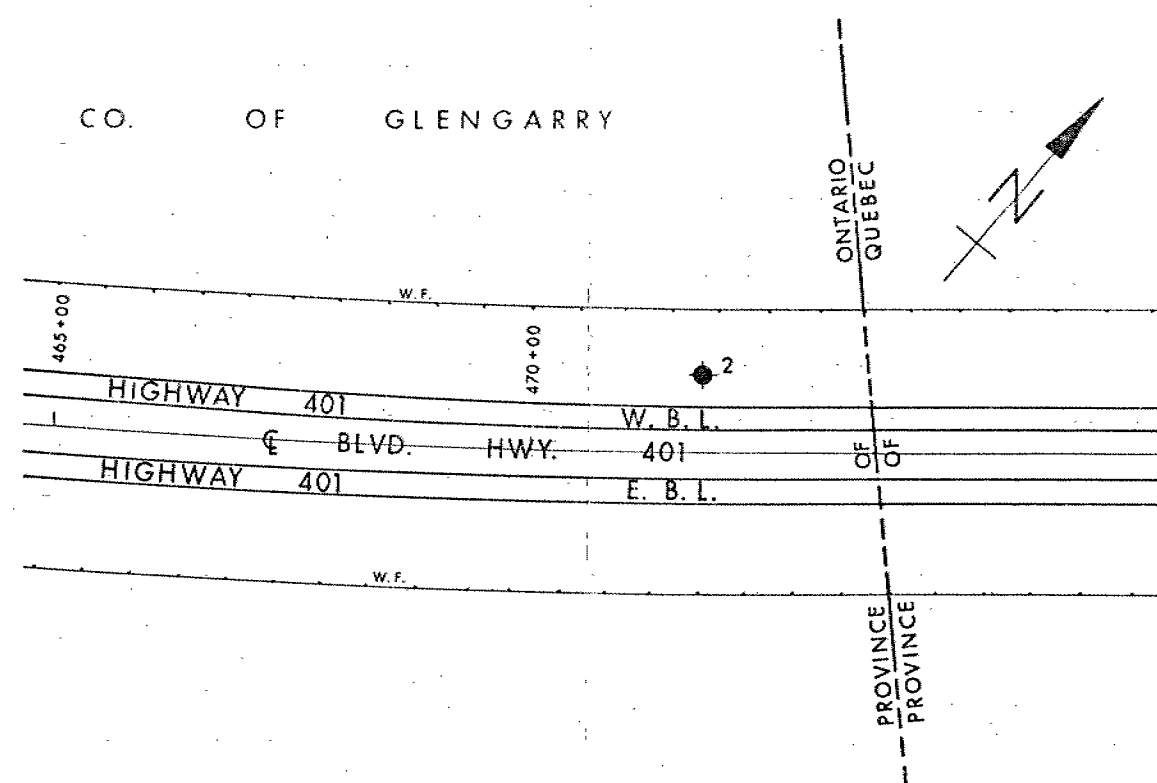 CO. OF GLENGARRY
ONTARIO
QUEBEC
N
W.F.
465+00
470+00
2
HIGHWAY 401
W. B. L.
℄ BLVD. HWY. 401
OF
OF
HIGHWAY 401
E. B. L.
W.F.
PROVINCE
PROVINCE